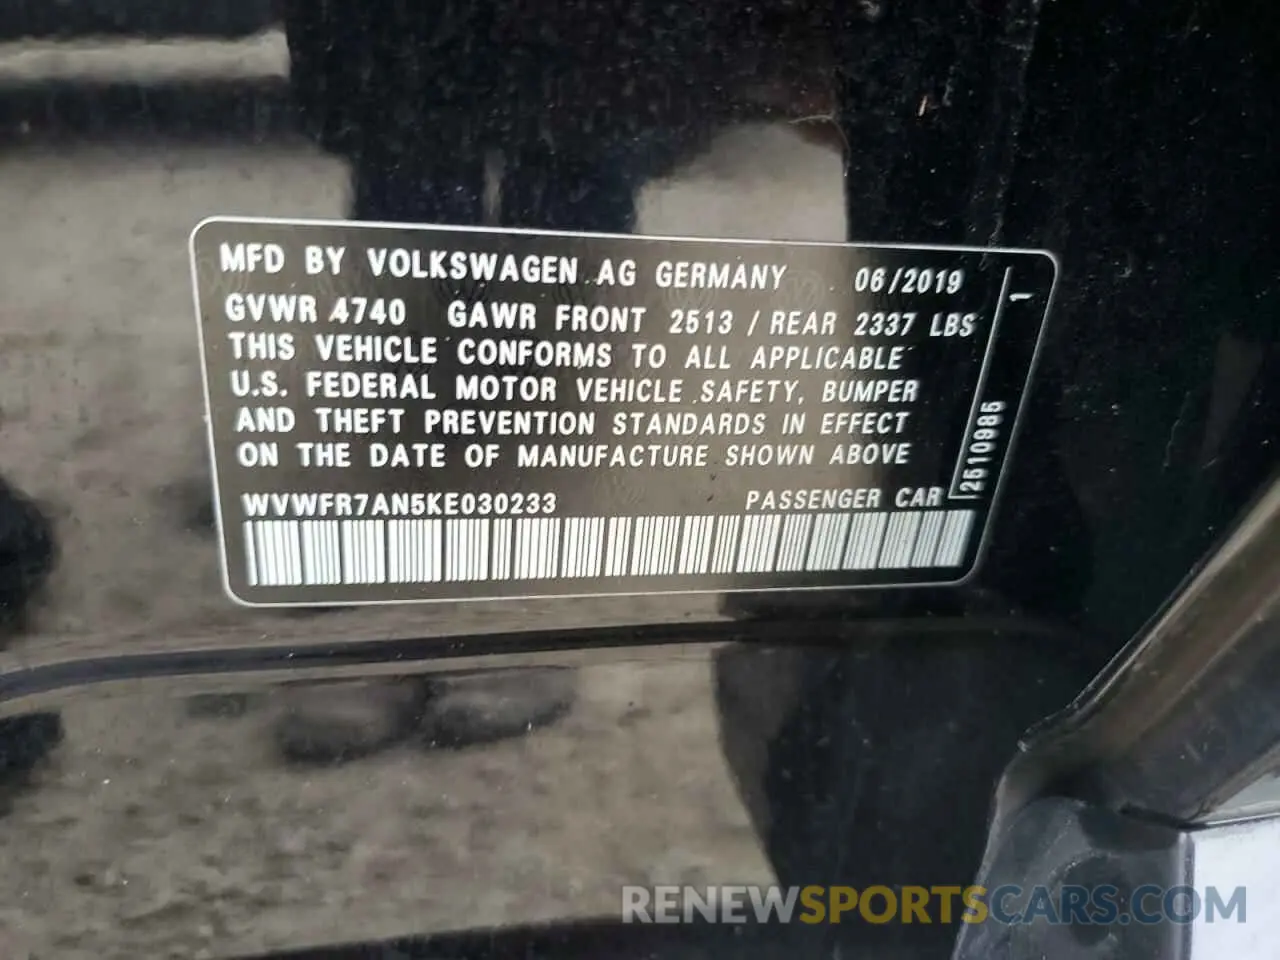 MFD BY VOLKSWAGEN AG GERMANY 06/2019
GVWR 4740 GAWR FRONT 2513 / REAR 2337 LBS
THIS VEHICLE CONFORMS TO ALL APPLICABLE
U.S. FEDERAL MOTOR VEHICLE SAFETY, BUMPER
AND THEFT PREVENTION STANDARDS IN EFFECT
ON THE DATE OF MANUFACTURE SHOWN ABOVE
WVWFR7AN5KE030233 PASSENGER CAR
2510985 1
RENEWSPORTSCARS.COM